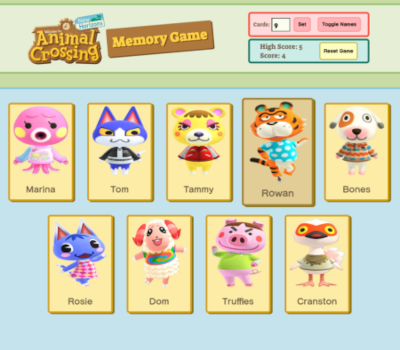 New Horizons
Animal Crossing
Memory Game
Cards: 9 Set Toggle Names
High Score: 5
Score: 4
Reset Game
Marina
Tom
Tammy
Rowan
Bones
Rosie
Dom
Truffles
Cranston